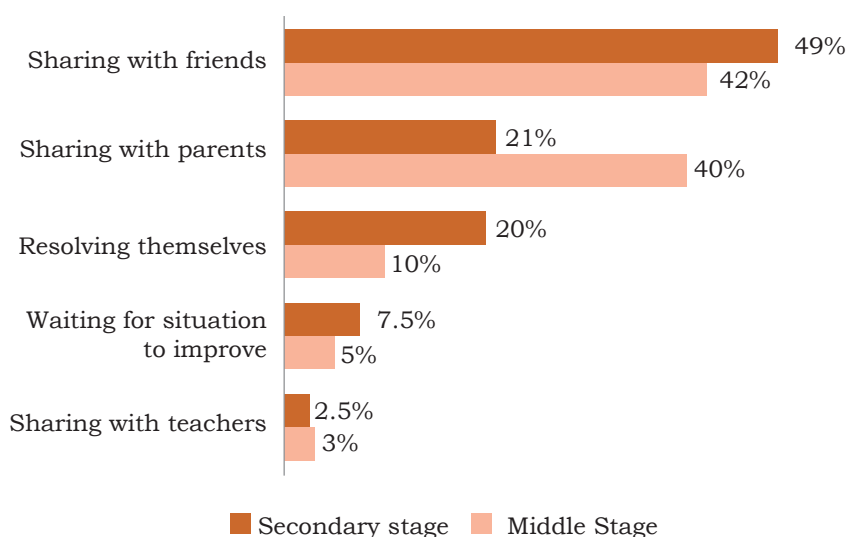 Sharing with friends
49%
42%
Sharing with parents
21%
40%
Resolving themselves
20%
10%
Waiting for situation
to improve
7.5%
5%
Sharing with teachers
2.5%
3%
Secondary stage Middle Stage